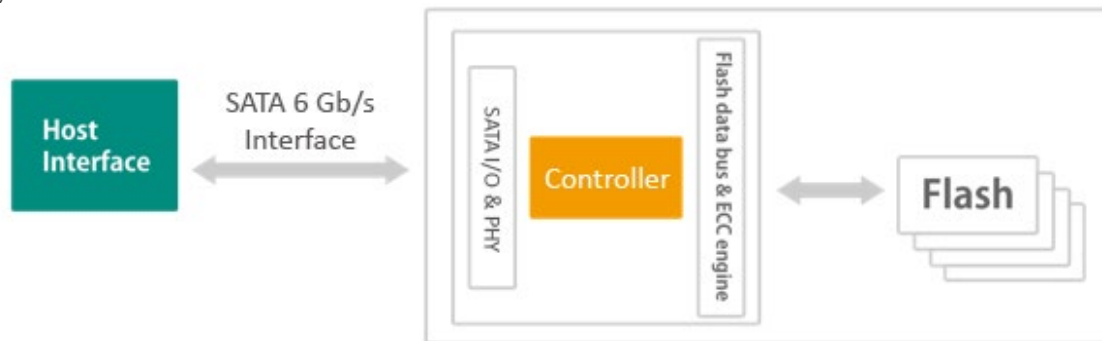 Host
Interface
SATA 6 Gb/s
Interface
SATA I/O & PHY
Controller
Flash data bus & ECC engine
Flash